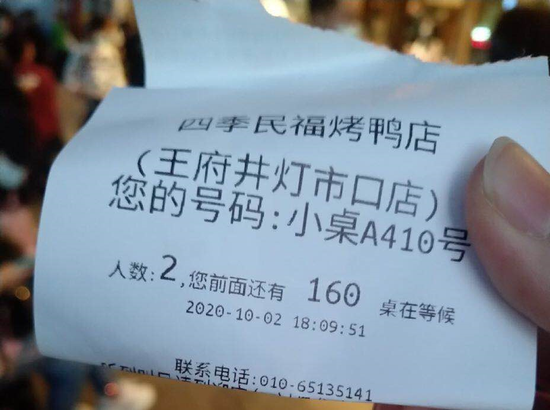 四季民福烤鸭店
(王府井灯市口店)
您的号码:小桌A410号
人数:2,您前面还有 160 桌在等候
2020-10-02 18:09:51
联系电话:010-65135141